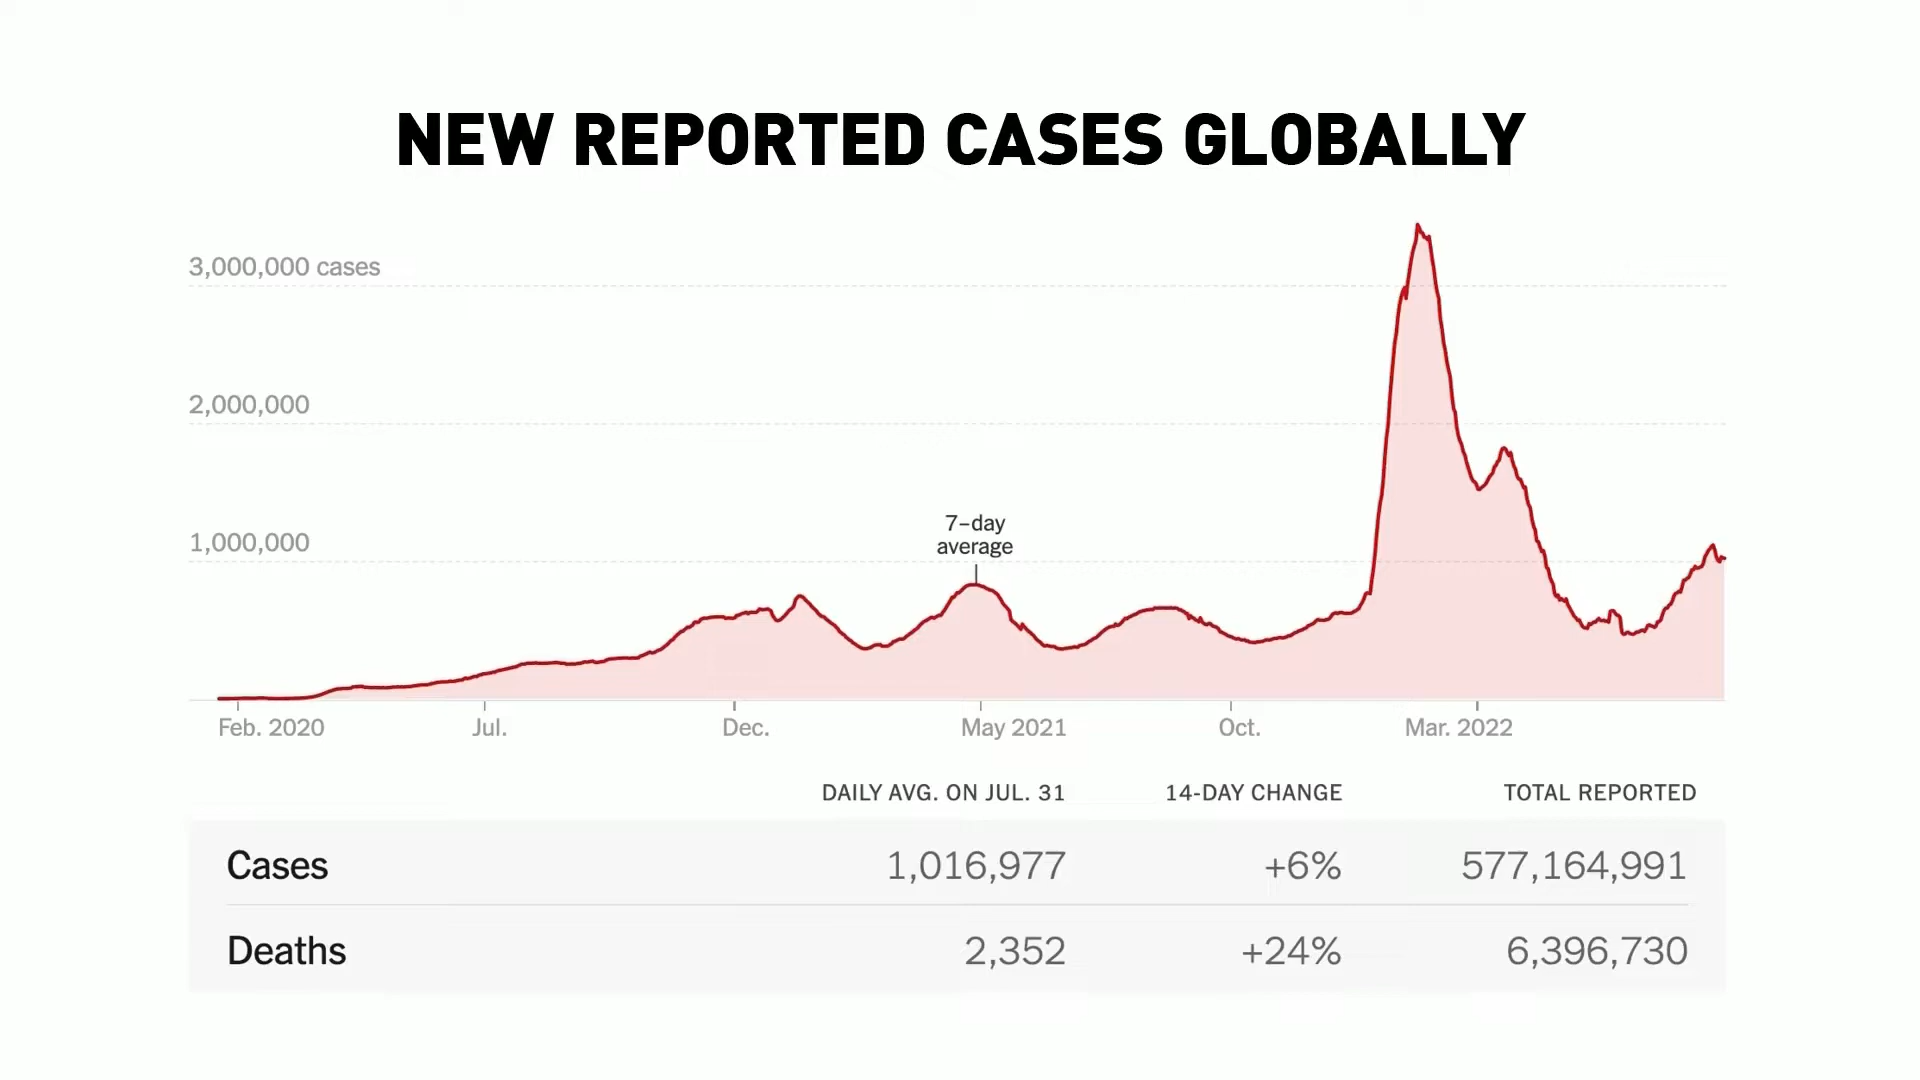 NEW REPORTED CASES GLOBALLY
3,000,000 cases
2,000,000
1,000,000
7-day
average
Feb. 2020 Jul. Dec. May 2021 Oct. Mar. 2022
DAILY AVG. ON JUL. 31 14-DAY CHANGE TOTAL REPORTED
Cases 1,016,977 +6% 577,164,991
Deaths 2,352 +24% 6,396,730